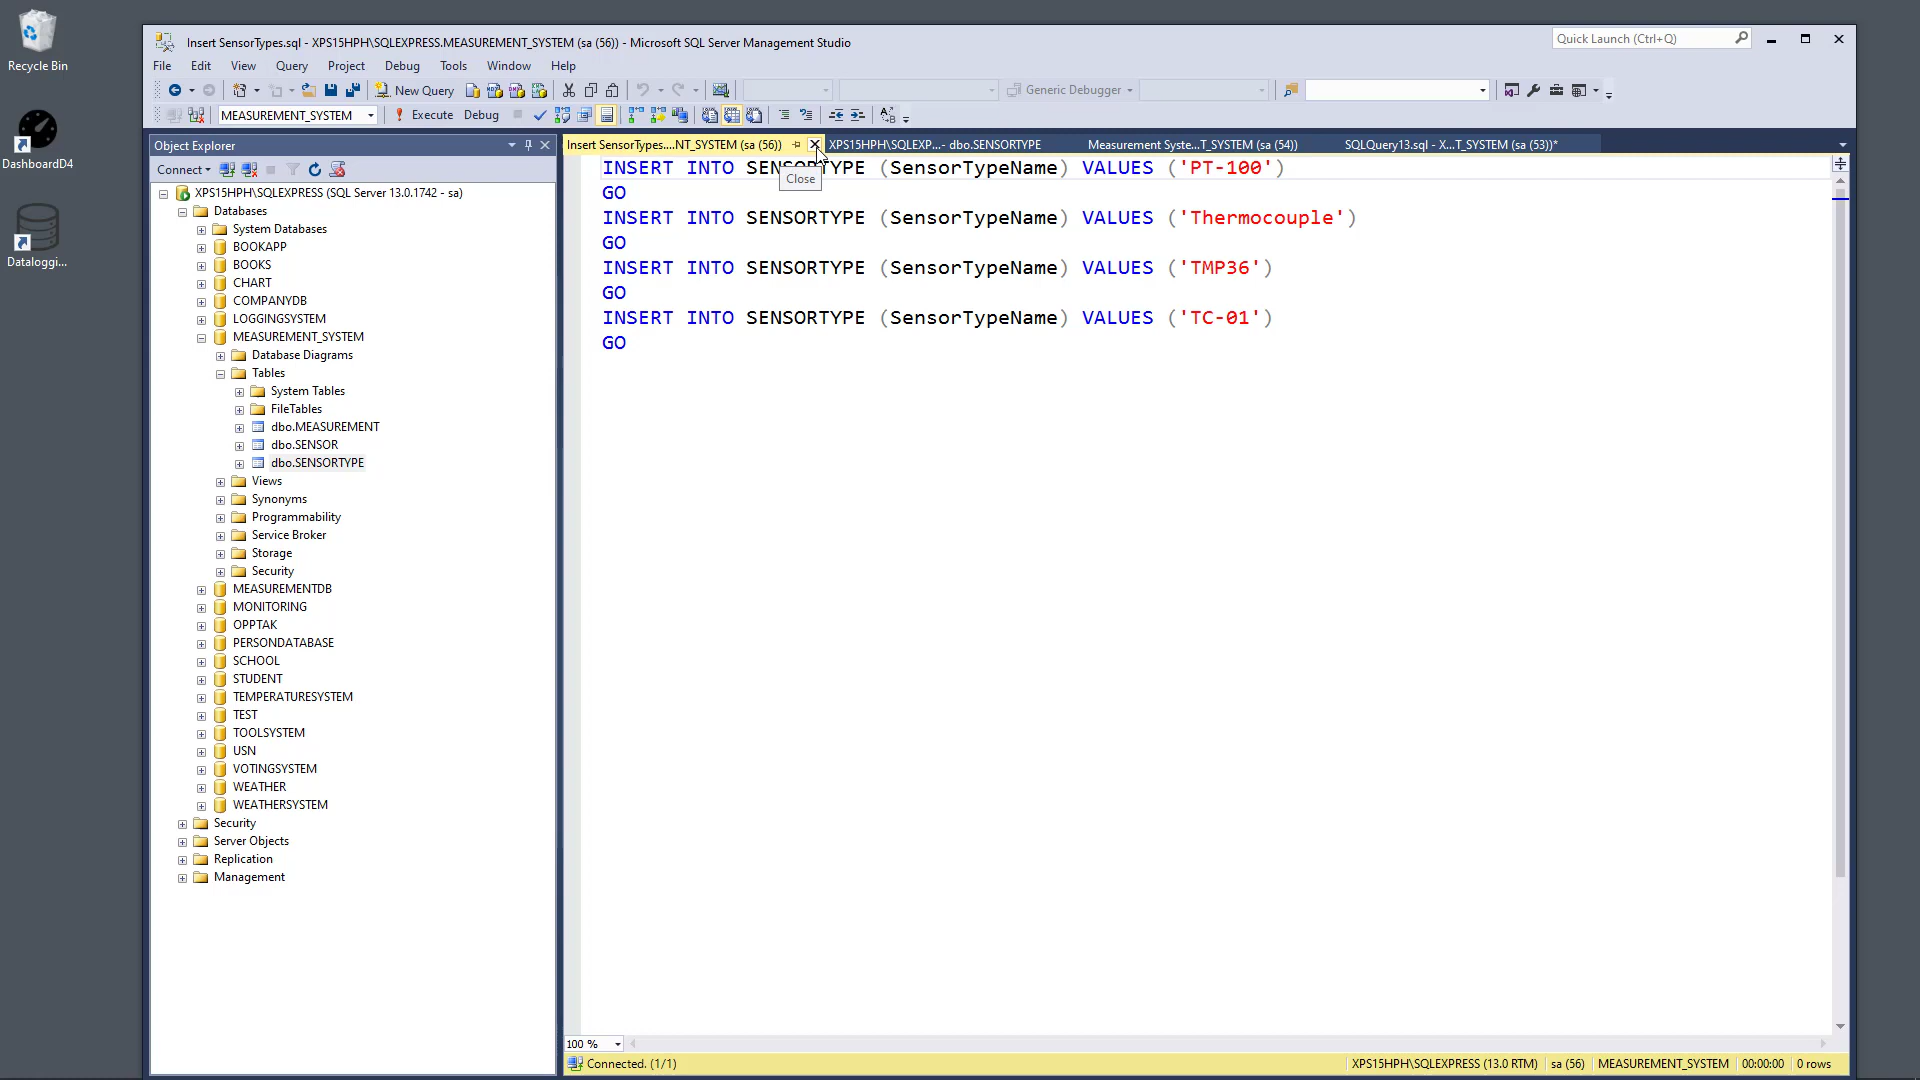 Recycle Bin
DashboardD4
Dataloggi...
Insert SensorTypes.sql - XPS15HPH\SQLEXPRESS.MEASUREMENT_SYSTEM (sa (56)) - Microsoft SQL Server Management Studio
Quick Launch (Ctrl+Q)
File Edit View Query Project Debug Tools Window Help
New Query
Generic Debugger
MEASUREMENT_SYSTEM
Execute Debug
Object Explorer
Connect
XPS15HPH\SQLEXPRESS (SQL Server 13.0.1742 - sa)
Databases
System Databases
BOOKAPP
BOOKS
CHART
COMPANYDB
LOGGINGSYSTEM
MEASUREMENT_SYSTEM
Database Diagrams
Tables
System Tables
FileTables
dbo.MEASUREMENT
dbo.SENSOR
dbo.SENSORTYPE
Views
Synonyms
Programmability
Service Broker
Storage
Security
MEASUREMENTDB
MONITORING
OPPTAK
PERSONDATABASE
SCHOOL
STUDENT
TEMPERATURESYSTEM
TEST
TOOLSYSTEM
USN
VOTINGSYSTEM
WEATHER
WEATHERSYSTEM
Security
Server Objects
Replication
Management
Insert SensorTypes....NT_SYSTEM (sa (56))
XPS15HPH\SQLEXP...- dbo.SENSORTYPE
Measurement Syste...T_SYSTEM (sa (54))
SQLQuery13.sql - X...T_SYSTEM (sa (53))*
Close
INSERT INTO SENSORTYPE (SensorTypeName) VALUES ('PT-100')
GO
INSERT INTO SENSORTYPE (SensorTypeName) VALUES ('Thermocouple')
GO
INSERT INTO SENSORTYPE (SensorTypeName) VALUES ('TMP36')
GO
INSERT INTO SENSORTYPE (SensorTypeName) VALUES ('TC-01')
GO
100 %
Connected. (1/1)
XPS15HPH\SQLEXPRESS (13.0 RTM) sa (56) MEASUREMENT_SYSTEM 00:00:00 0 rows